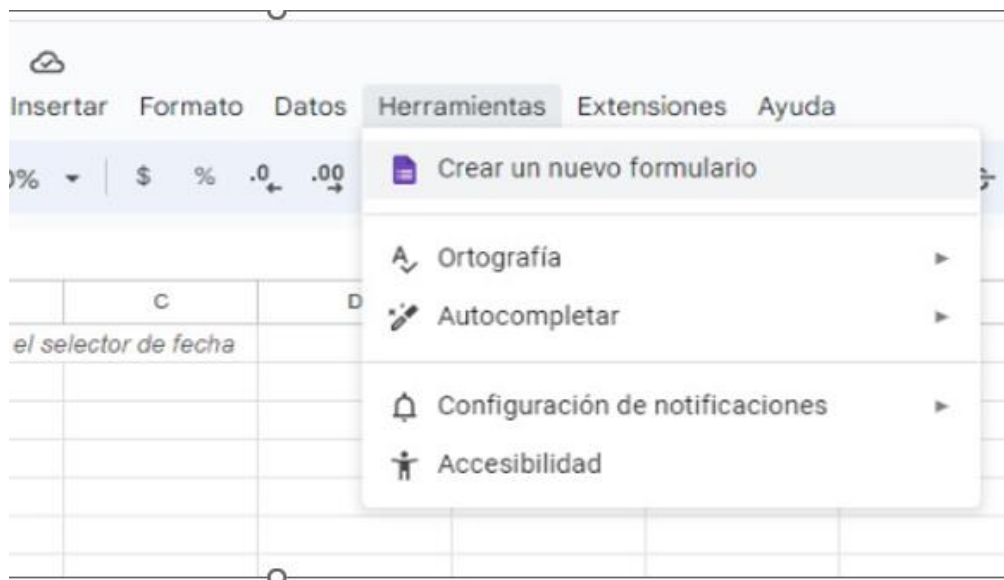 Insertar Formato Datos Herramientas Extensiones Ayuda
% $ % .0 .00
Crear un nuevo formulario
Ortografía
C D
Autocompletar
el selector de fecha
Configuración de notificaciones
Accesibilidad